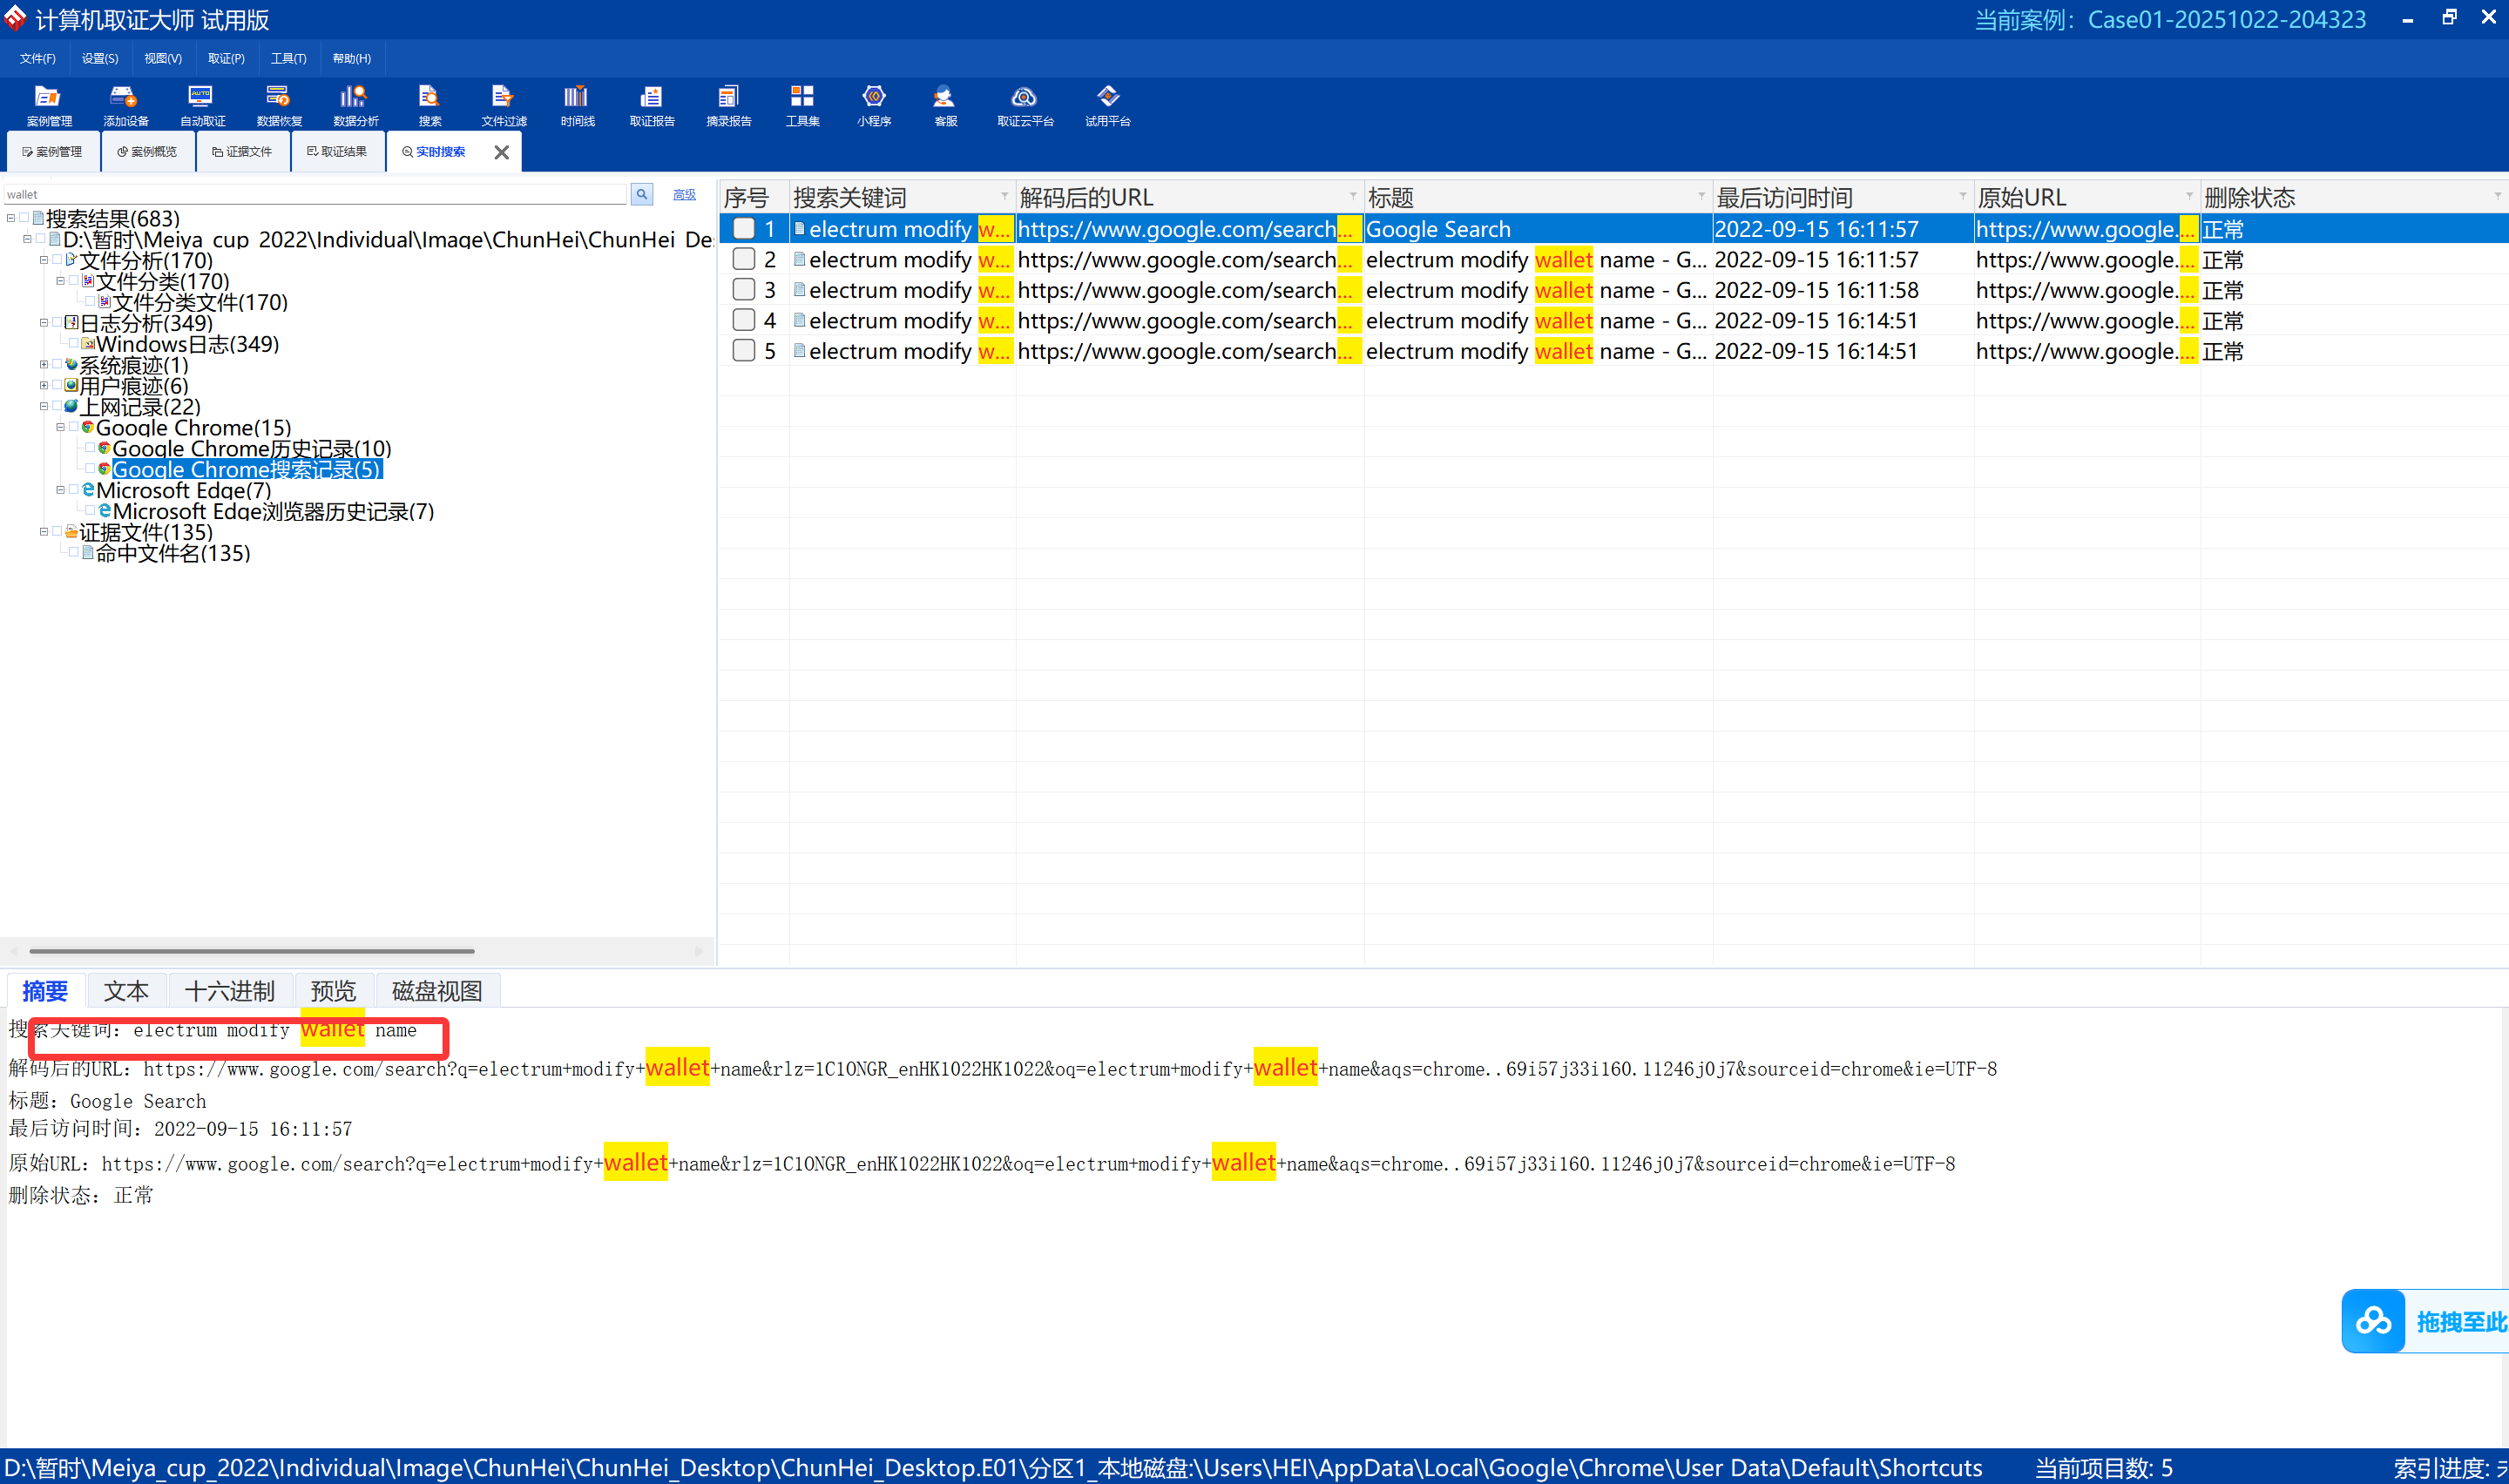 计算机取证大师 试用版
当前案例：Case01-20251022-204323
文件(F) 设置(S) 视图(V) 取证(P) 工具(T) 帮助(H)
案例管理 添加设备 自动取证 数据恢复 数据分析 搜索 文件过滤 时间线 取证报告 摘录报告 工具集 小程序 客服 取证云平台 试用平台
案例管理 案例概览 证据文件 取证结果 实时搜索
wallet 高级
搜索结果(683)
D:\暂时\Meiya_cup_2022\Individual\Image\ChunHei\ChunHei_De
文件分析(170)
文件分类(170)
文件分类文件(170)
日志分析(349)
Windows日志(349)
系统痕迹(1)
用户痕迹(6)
上网记录(22)
Google Chrome(15)
Google Chrome历史记录(10)
Google Chrome搜索记录(5)
Microsoft Edge(7)
Microsoft Edge浏览器历史记录(7)
证据文件(135)
命中文件名(135)
序号 搜索关键词 解码后的URL 标题 最后访问时间 原始URL 删除状态
1 electrum modify w... https://www.google.com/search... Google Search 2022-09-15 16:11:57 https://www.google.... 正常
2 electrum modify w... https://www.google.com/search... electrum modify wallet name - G... 2022-09-15 16:11:57 https://www.google.... 正常
3 electrum modify w... https://www.google.com/search... electrum modify wallet name - G... 2022-09-15 16:11:58 https://www.google.... 正常
4 electrum modify w... https://www.google.com/search... electrum modify wallet name - G... 2022-09-15 16:14:51 https://www.google.... 正常
5 electrum modify w... https://www.google.com/search... electrum modify wallet name - G... 2022-09-15 16:14:51 https://www.google.... 正常
摘要 文本 十六进制 预览 磁盘视图
搜索关键词：electrum modify wallet name
解码后的URL：https://www.google.com/search?q=electrum+modify+wallet+name&rlz=1C1ONGR_enHK1022HK1022&oq=electrum+modify+wallet+name&aqs=chrome..69i57j33i160.11246j0j7&sourceid=chrome&ie=UTF-8
标题：Google Search
最后访问时间：2022-09-15 16:11:57
原始URL：https://www.google.com/search?q=electrum+modify+wallet+name&rlz=1C1ONGR_enHK1022HK1022&oq=electrum+modify+wallet+name&aqs=chrome..69i57j33i160.11246j0j7&sourceid=chrome&ie=UTF-8
删除状态：正常
拖拽至此
D:\暂时\Meiya_cup_2022\Individual\Image\ChunHei\ChunHei_Desktop\ChunHei_Desktop.E01\分区1_本地磁盘:\Users\HEI\AppData\Local\Google\Chrome\User Data\Default\Shortcuts 当前项目数: 5 索引进度: